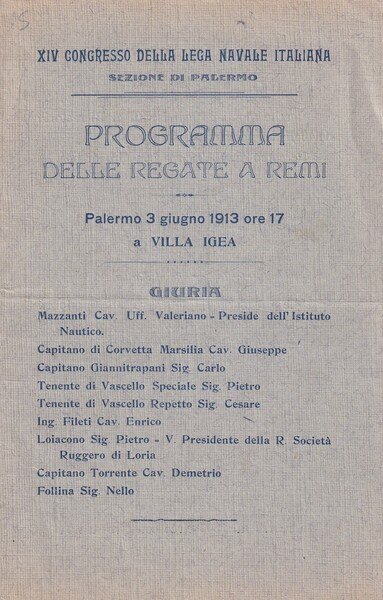 5
XIV CONGRESSO DELLA LEGA NAVALE ITALIANA
SEZIONE DI PALERMO
PROGRAMMA
DELLE REGATE A REMI
Palermo 3 giugno 1913 ore 17
a VILLA IGEA
GIURIA
Mazzanti Cav. Uff. Valeriano - Preside dell'Istituto
Nautico.
Capitano di Corvetta Marsilia Cav. Giuseppe
Capitano Giannitrapani Sig. Carlo
Tenente di Vascello Speciale Sig. Pietro
Tenente di Vascello Repetto Sig. Cesare
Ing. Fileti Cav. Enrico
Loiacono Sig. Pietro - V. Presidente della R. Società
Ruggero di Loria
Capitano Torrente Cav. Demetrio
Follina Sig. Nello